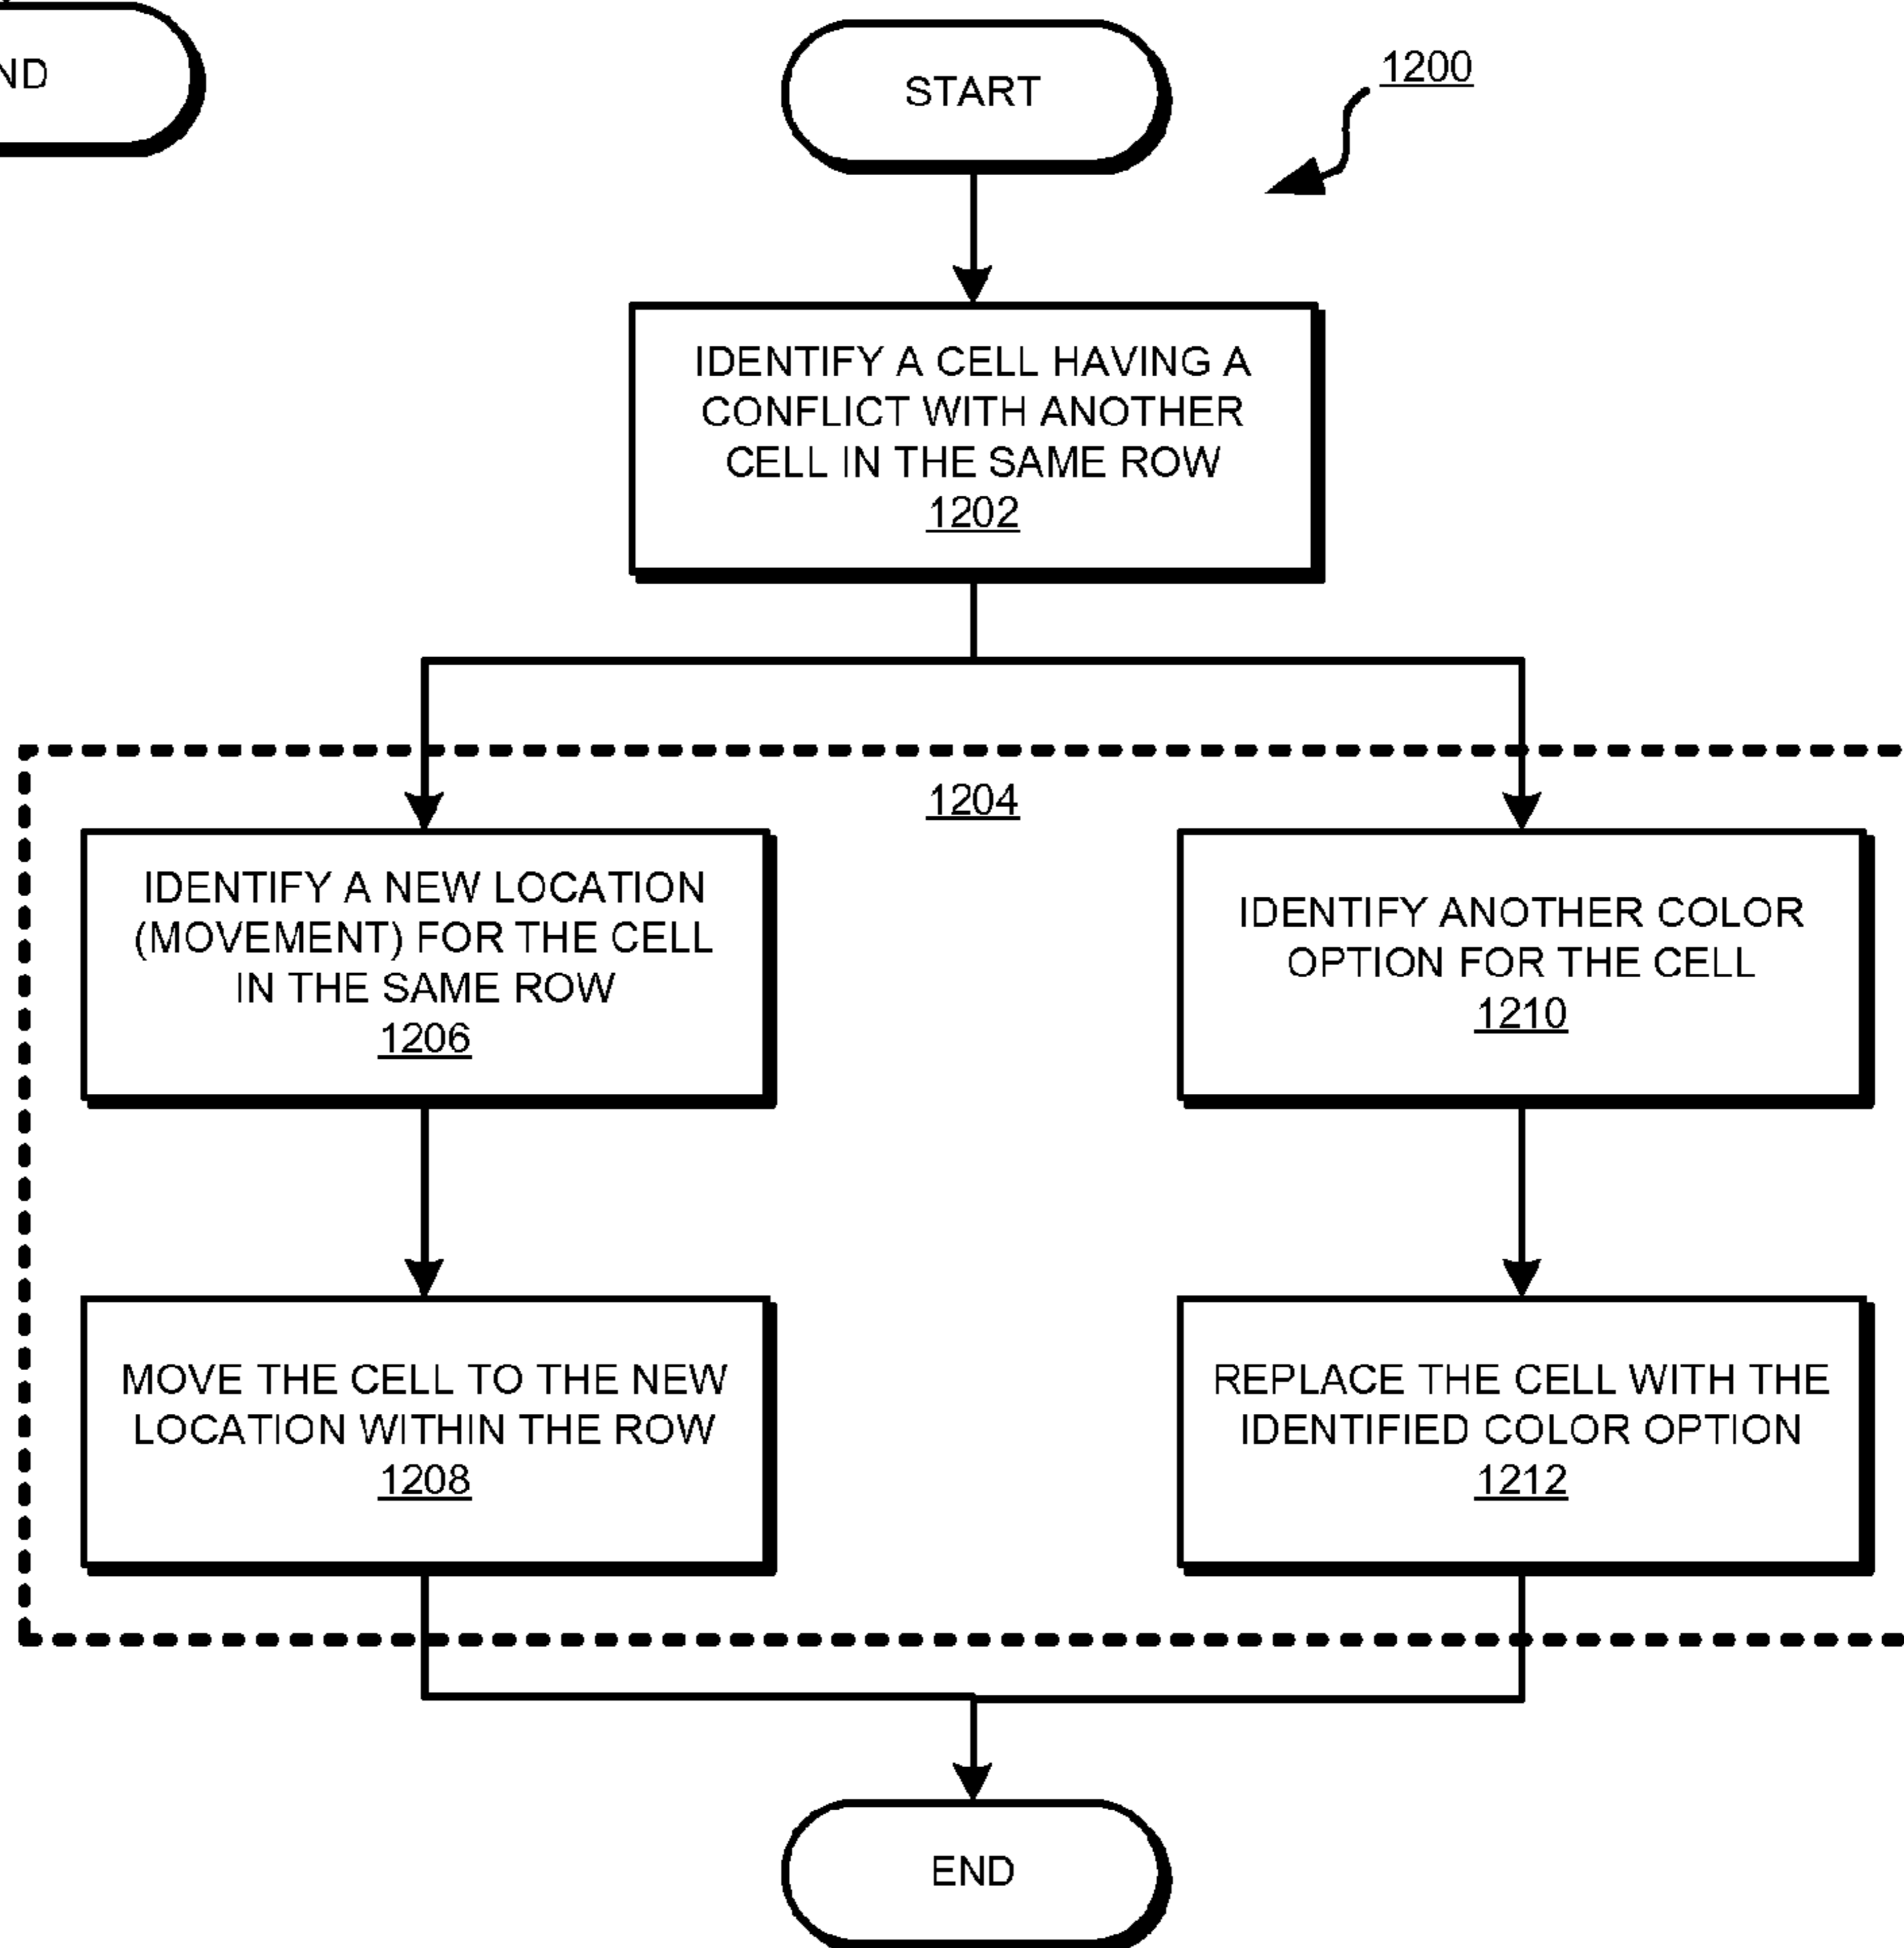 ND
START
1200
IDENTIFY A CELL HAVING A
CONFLICT WITH ANOTHER
CELL IN THE SAME ROW
1202
1204
IDENTIFY A NEW LOCATION
(MOVEMENT) FOR THE CELL
IN THE SAME ROW
1206
IDENTIFY ANOTHER COLOR
OPTION FOR THE CELL
1210
MOVE THE CELL TO THE NEW
LOCATION WITHIN THE ROW
1208
REPLACE THE CELL WITH THE
IDENTIFIED COLOR OPTION
1212
END